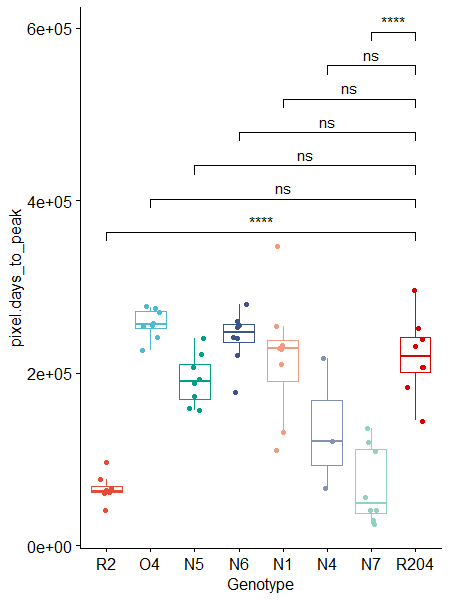 6e+05
4e+05
2e+05
0e+00
pixel.days_to_peak
****
ns
ns
ns
ns
ns
****
R2 O4 N5 N6 N1 N4 N7 R204
Genotype